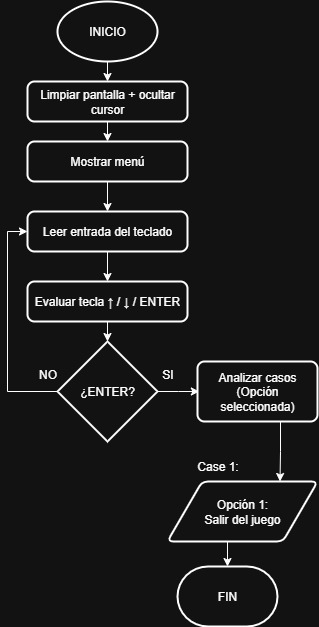 INICIO
Limpiar pantalla + ocultar
cursor
Mostrar menú
Leer entrada del teclado
Evaluar tecla ↑ / ↓ / ENTER
NO
¿ENTER?
SI
Analizar casos
(Opción
seleccionada)
Case 1:
Opción 1:
Salir del juego
FIN